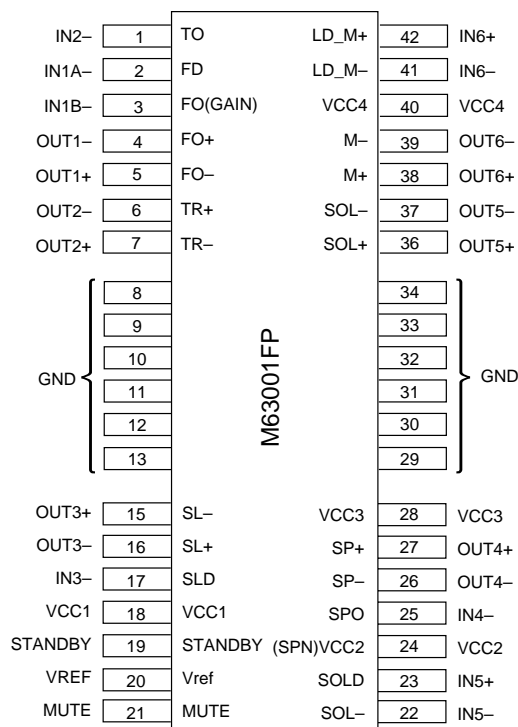 IN2– 1 TO LD_M+ 42 IN6+
IN1A– 2 FD LD_M– 41 IN6–
IN1B– 3 FO(GAIN) VCC4 40 VCC4
OUT1– 4 FO+ M– 39 OUT6–
OUT1+ 5 FO– M+ 38 OUT6+
OUT2– 6 TR+ SOL– 37 OUT5–
OUT2+ 7 TR– SOL+ 36 OUT5+
8 34
9 33
10 32
GND 11 31 GND
12 30
13 29
M63001FP
OUT3+ 15 SL– VCC3 28 VCC3
OUT3– 16 SL+ SP+ 27 OUT4+
IN3– 17 SLD SP– 26 OUT4–
VCC1 18 VCC1 SPO 25 IN4–
STANDBY 19 STANDBY (SPN)VCC2 24 VCC2
VREF 20 Vref SOLD 23 IN5+
MUTE 21 MUTE SOL– 22 IN5–